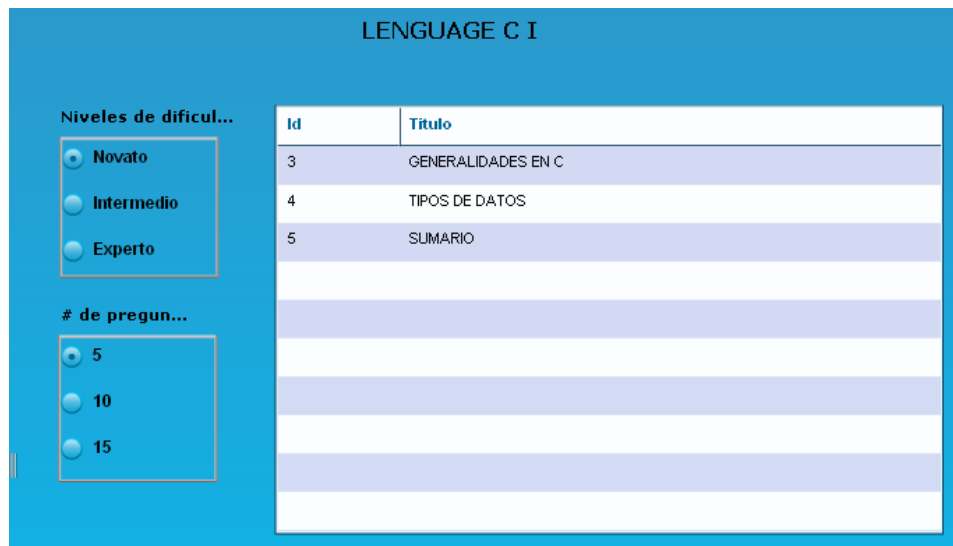 LENGUAGE C I
Niveles de dificul...
Novato
Intermedio
Experto
# de pregun...
5
10
15
Id Titulo
3 GENERALIDADES EN C
4 TIPOS DE DATOS
5 SUMARIO